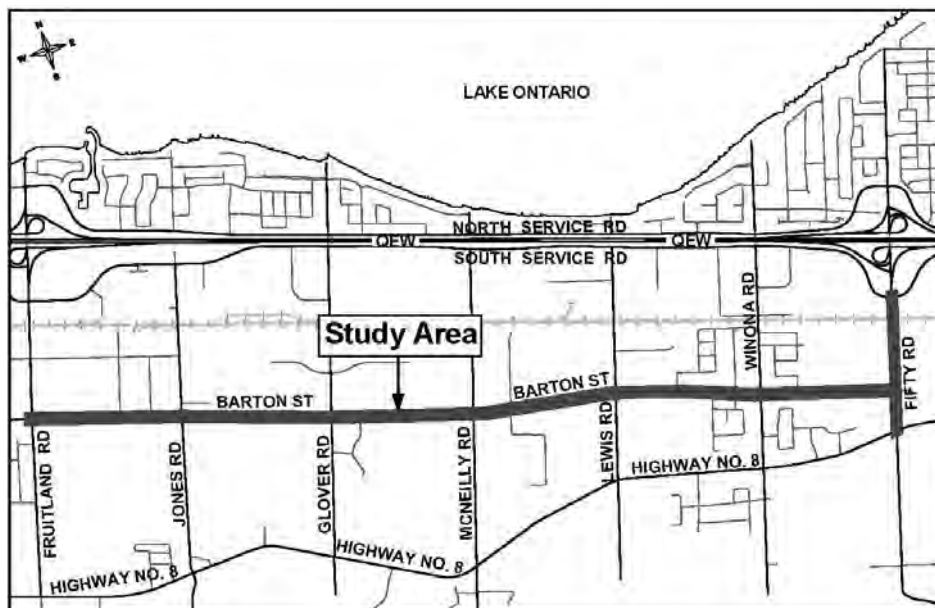 N
W E
S
LAKE ONTARIO
NORTH SERVICE RD
QEW QEW
SOUTH SERVICE RD
WINONA RD
Study Area
BARTON ST
BARTON ST
FIFTY RD
FRUITLAND RD
JONES RD
GLOVER RD
MCNEILLY RD
LEWIS RD
HIGHWAY NO. 8
HIGHWAY NO. 8
HIGHWAY NO. 8